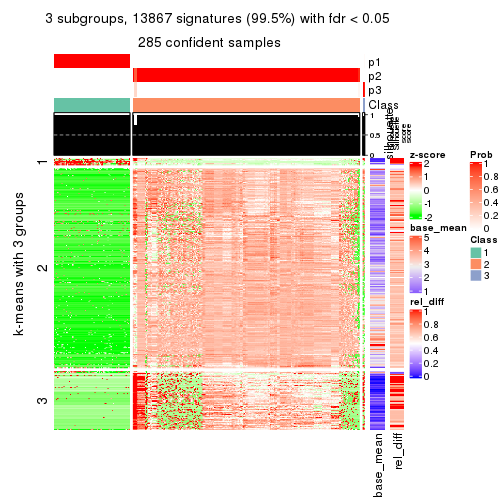 3 subgroups, 13867 signatures (99.5%) with fdr < 0.05
285 confident samples
p1
p2
p3
Class
1
0.5
0
silhouette
k-means with 3 groups
1
2
3
base_mean
rel_diff
z-score
2
1
0
-1
-2
base_mean
5
4
3
2
1
rel_diff
1
0.8
0.6
0.4
0.2
0
Prob
1
0.8
0.6
0.4
0.2
0
Class
1
2
3